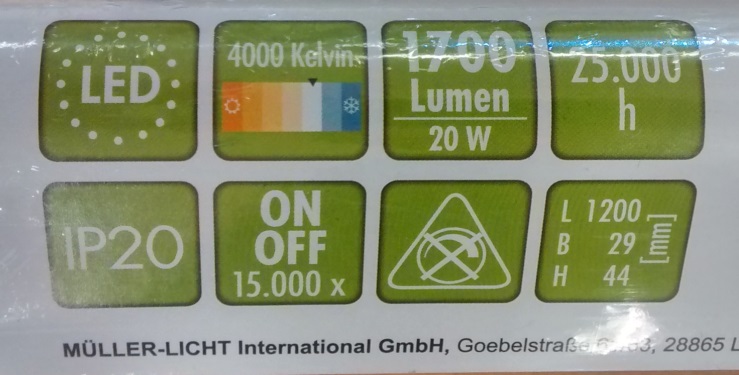 LED
4000 Kelvin
1700
Lumen
20 W
25.000
h
IP20
ON
OFF
15.000 x
L 1200
B 29
H 44
[mm]
MÜLLER-LICHT International GmbH, Goebelstraße 28865